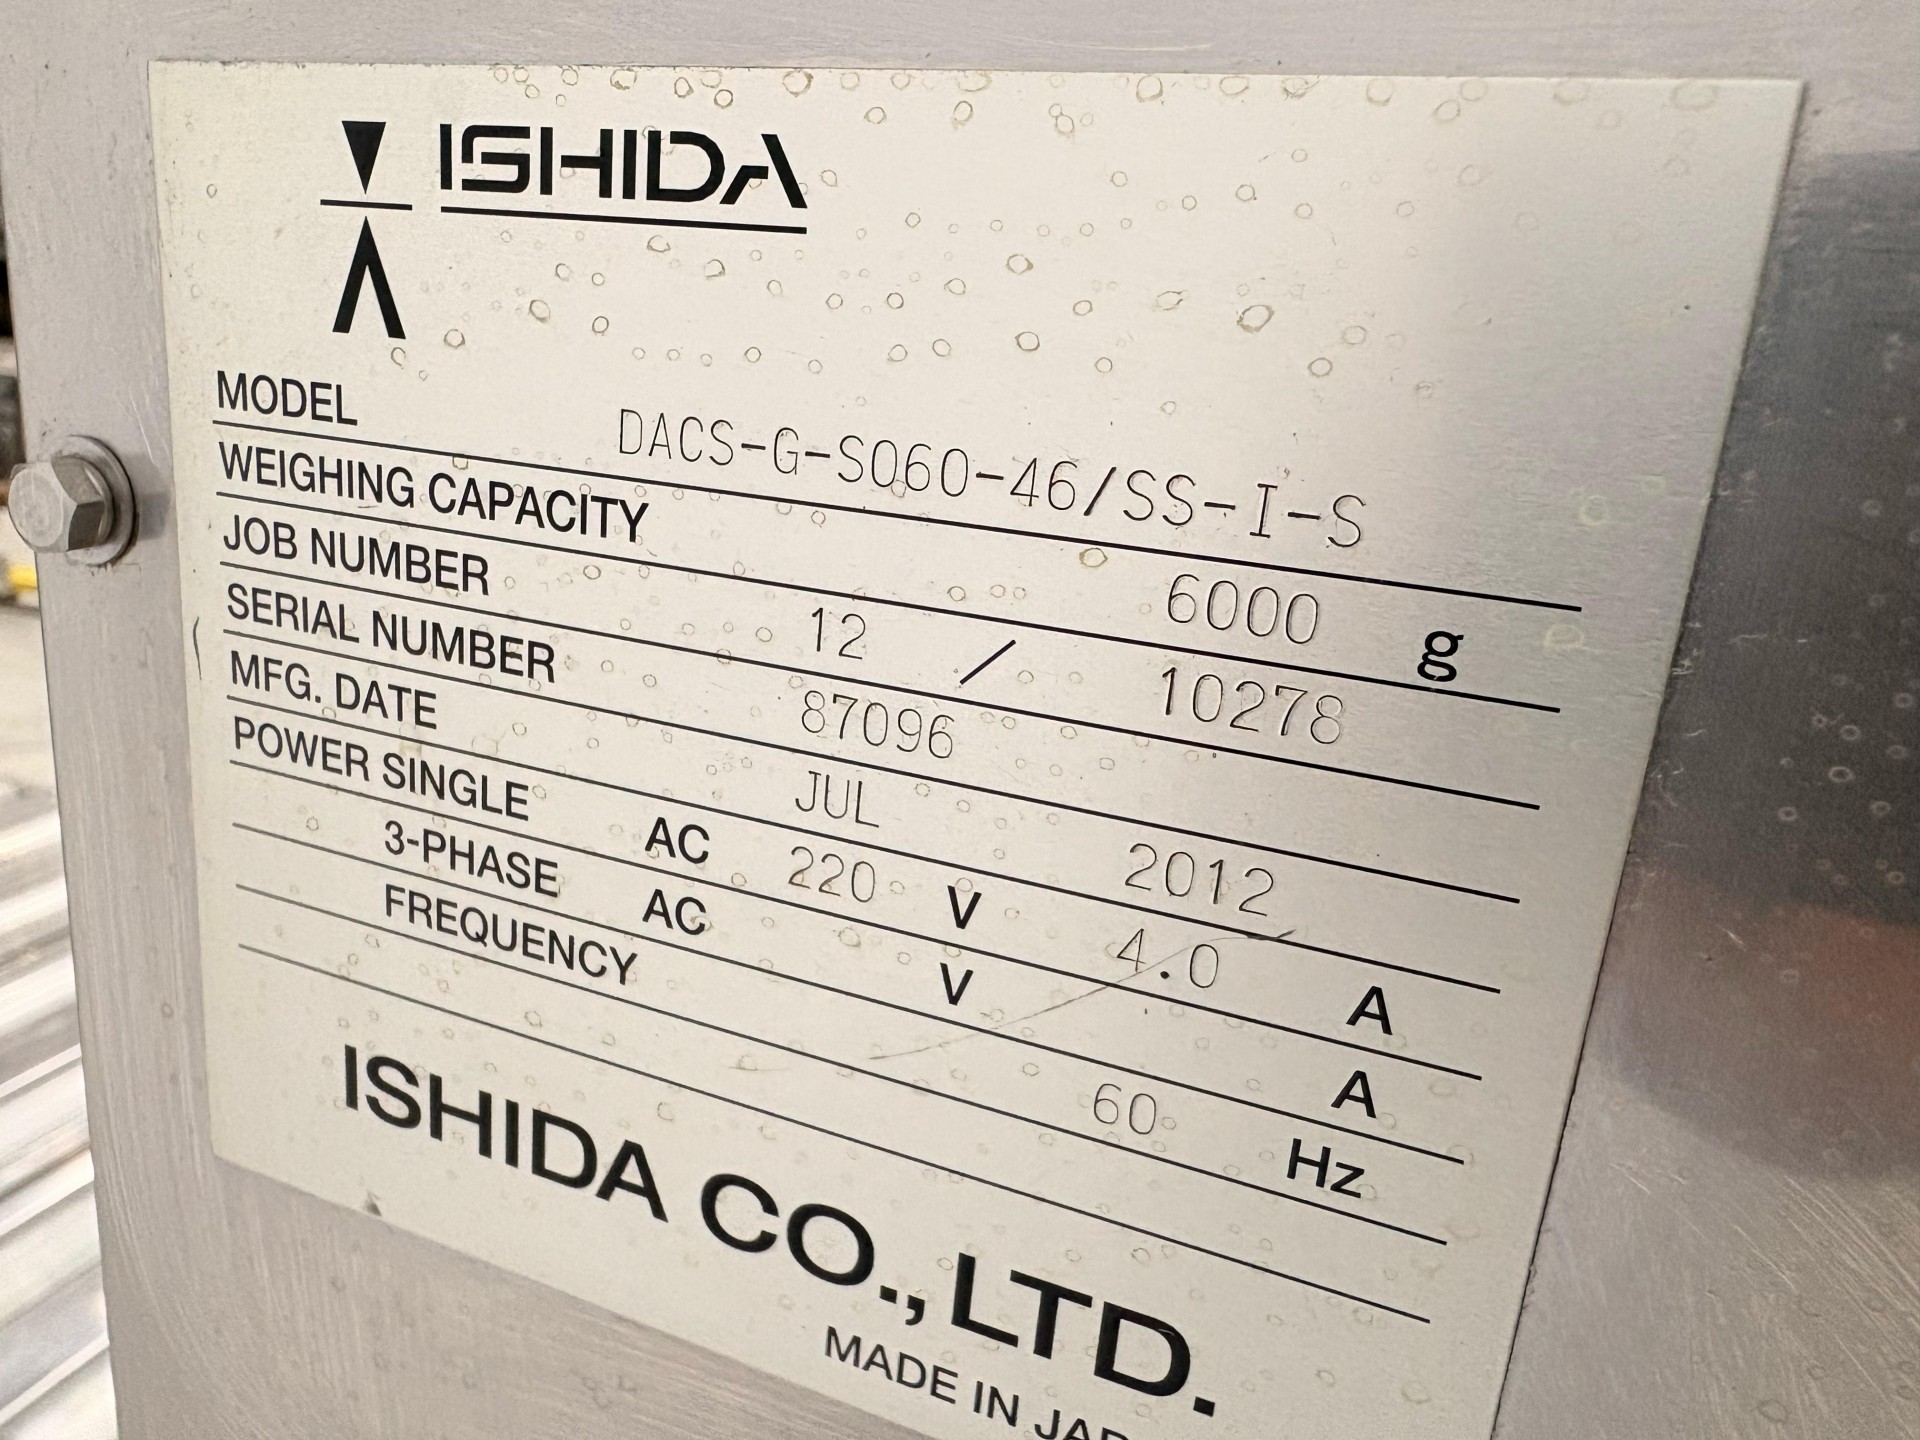 ISHIDA
MODEL DACS-G-S060-46/SS-I-S
WEIGHING CAPACITY 6000 g
JOB NUMBER 12 / 10278
SERIAL NUMBER 87096
MFG. DATE JUL 2012
POWER SINGLE AC 220 V 4.0 A
3-PHASE AC V A
FREQUENCY 60 Hz
ISHIDA CO., LTD.
MADE IN